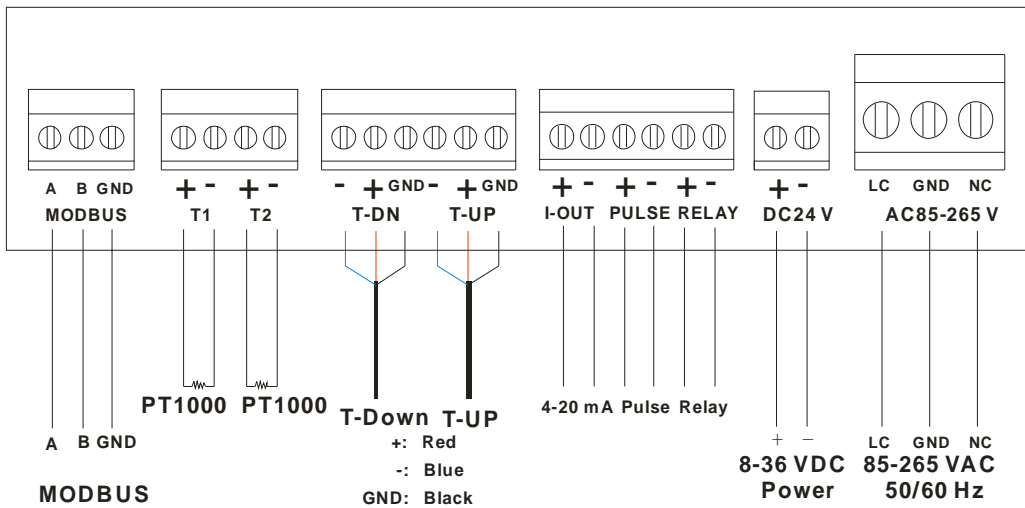 A B GND
MODBUS
+ - + -
T1 T2
- + GND - + GND
T-DN T-UP
+ - + - + -
I-OUT PULSE RELAY
+ -
DC24 V
LC GND NC
AC85-265 V
PT1000 PT1000
A B GND
MODBUS
T-Down T-UP
+: Red
-: Blue
GND: Black
4-20 mA Pulse Relay
+ −
8-36 VDC
Power
LC GND NC
85-265 VAC
50/60 Hz